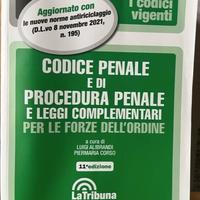 i codici
vigenti
Aggiornato con
le nuove norme antiriciclaggio
(D.L.vo 8 novembre 2021,
n. 195)
CODICE PENALE
E DI
PROCEDURA PENALE
E LEGGI COMPLEMENTARI
PER LE FORZE DELL'ORDINE
a cura di
LUIGI ALIBRANDI
PIERMARIA CORSO
11ª edizione
LaTribuna